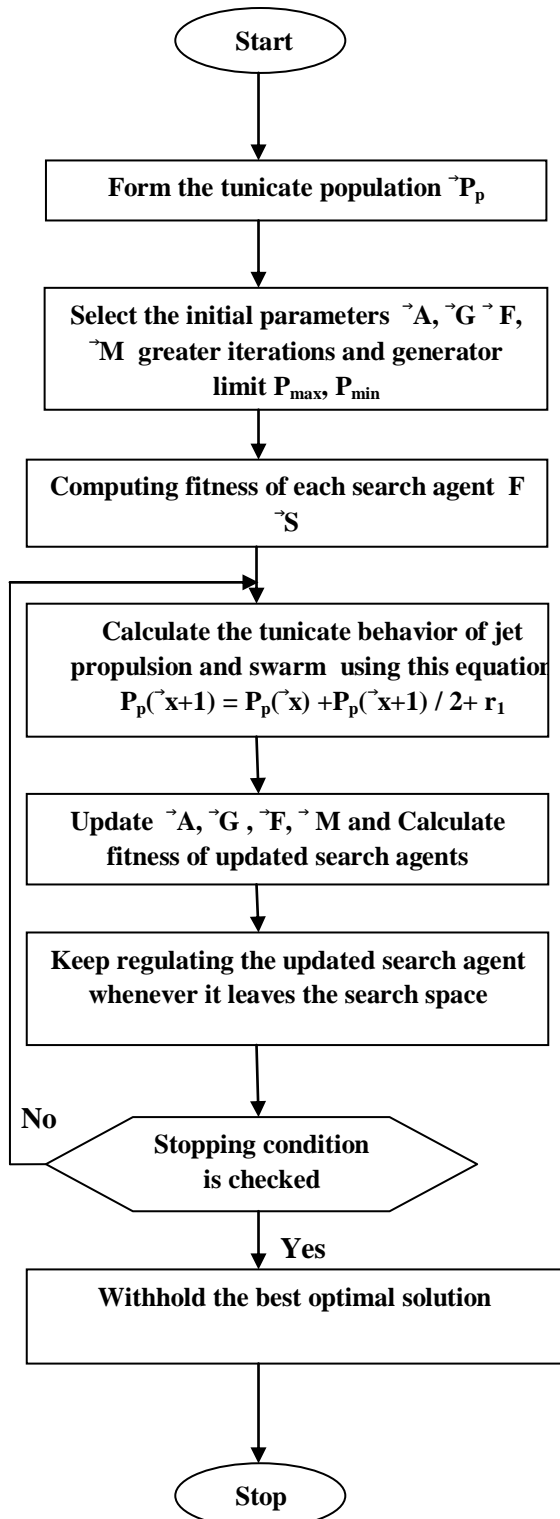 Start
Form the tunicate population →Pₚ
Select the initial parameters →A, →G → F,
→M greater iterations and generator
limit Pₘₐₓ, Pₘᵢₙ
Computing fitness of each search agent F
→S
Calculate the tunicate behavior of jet
propulsion and swarm using this equation
Pₚ(→x+1) = Pₚ(→x) +Pₚ(→x+1) / 2+ r₁
Update →A, →G , →F, → M and Calculate
fitness of updated search agents
Keep regulating the updated search agent
whenever it leaves the search space
No
Stopping condition
is checked
Yes
Withhold the best optimal solution
Stop